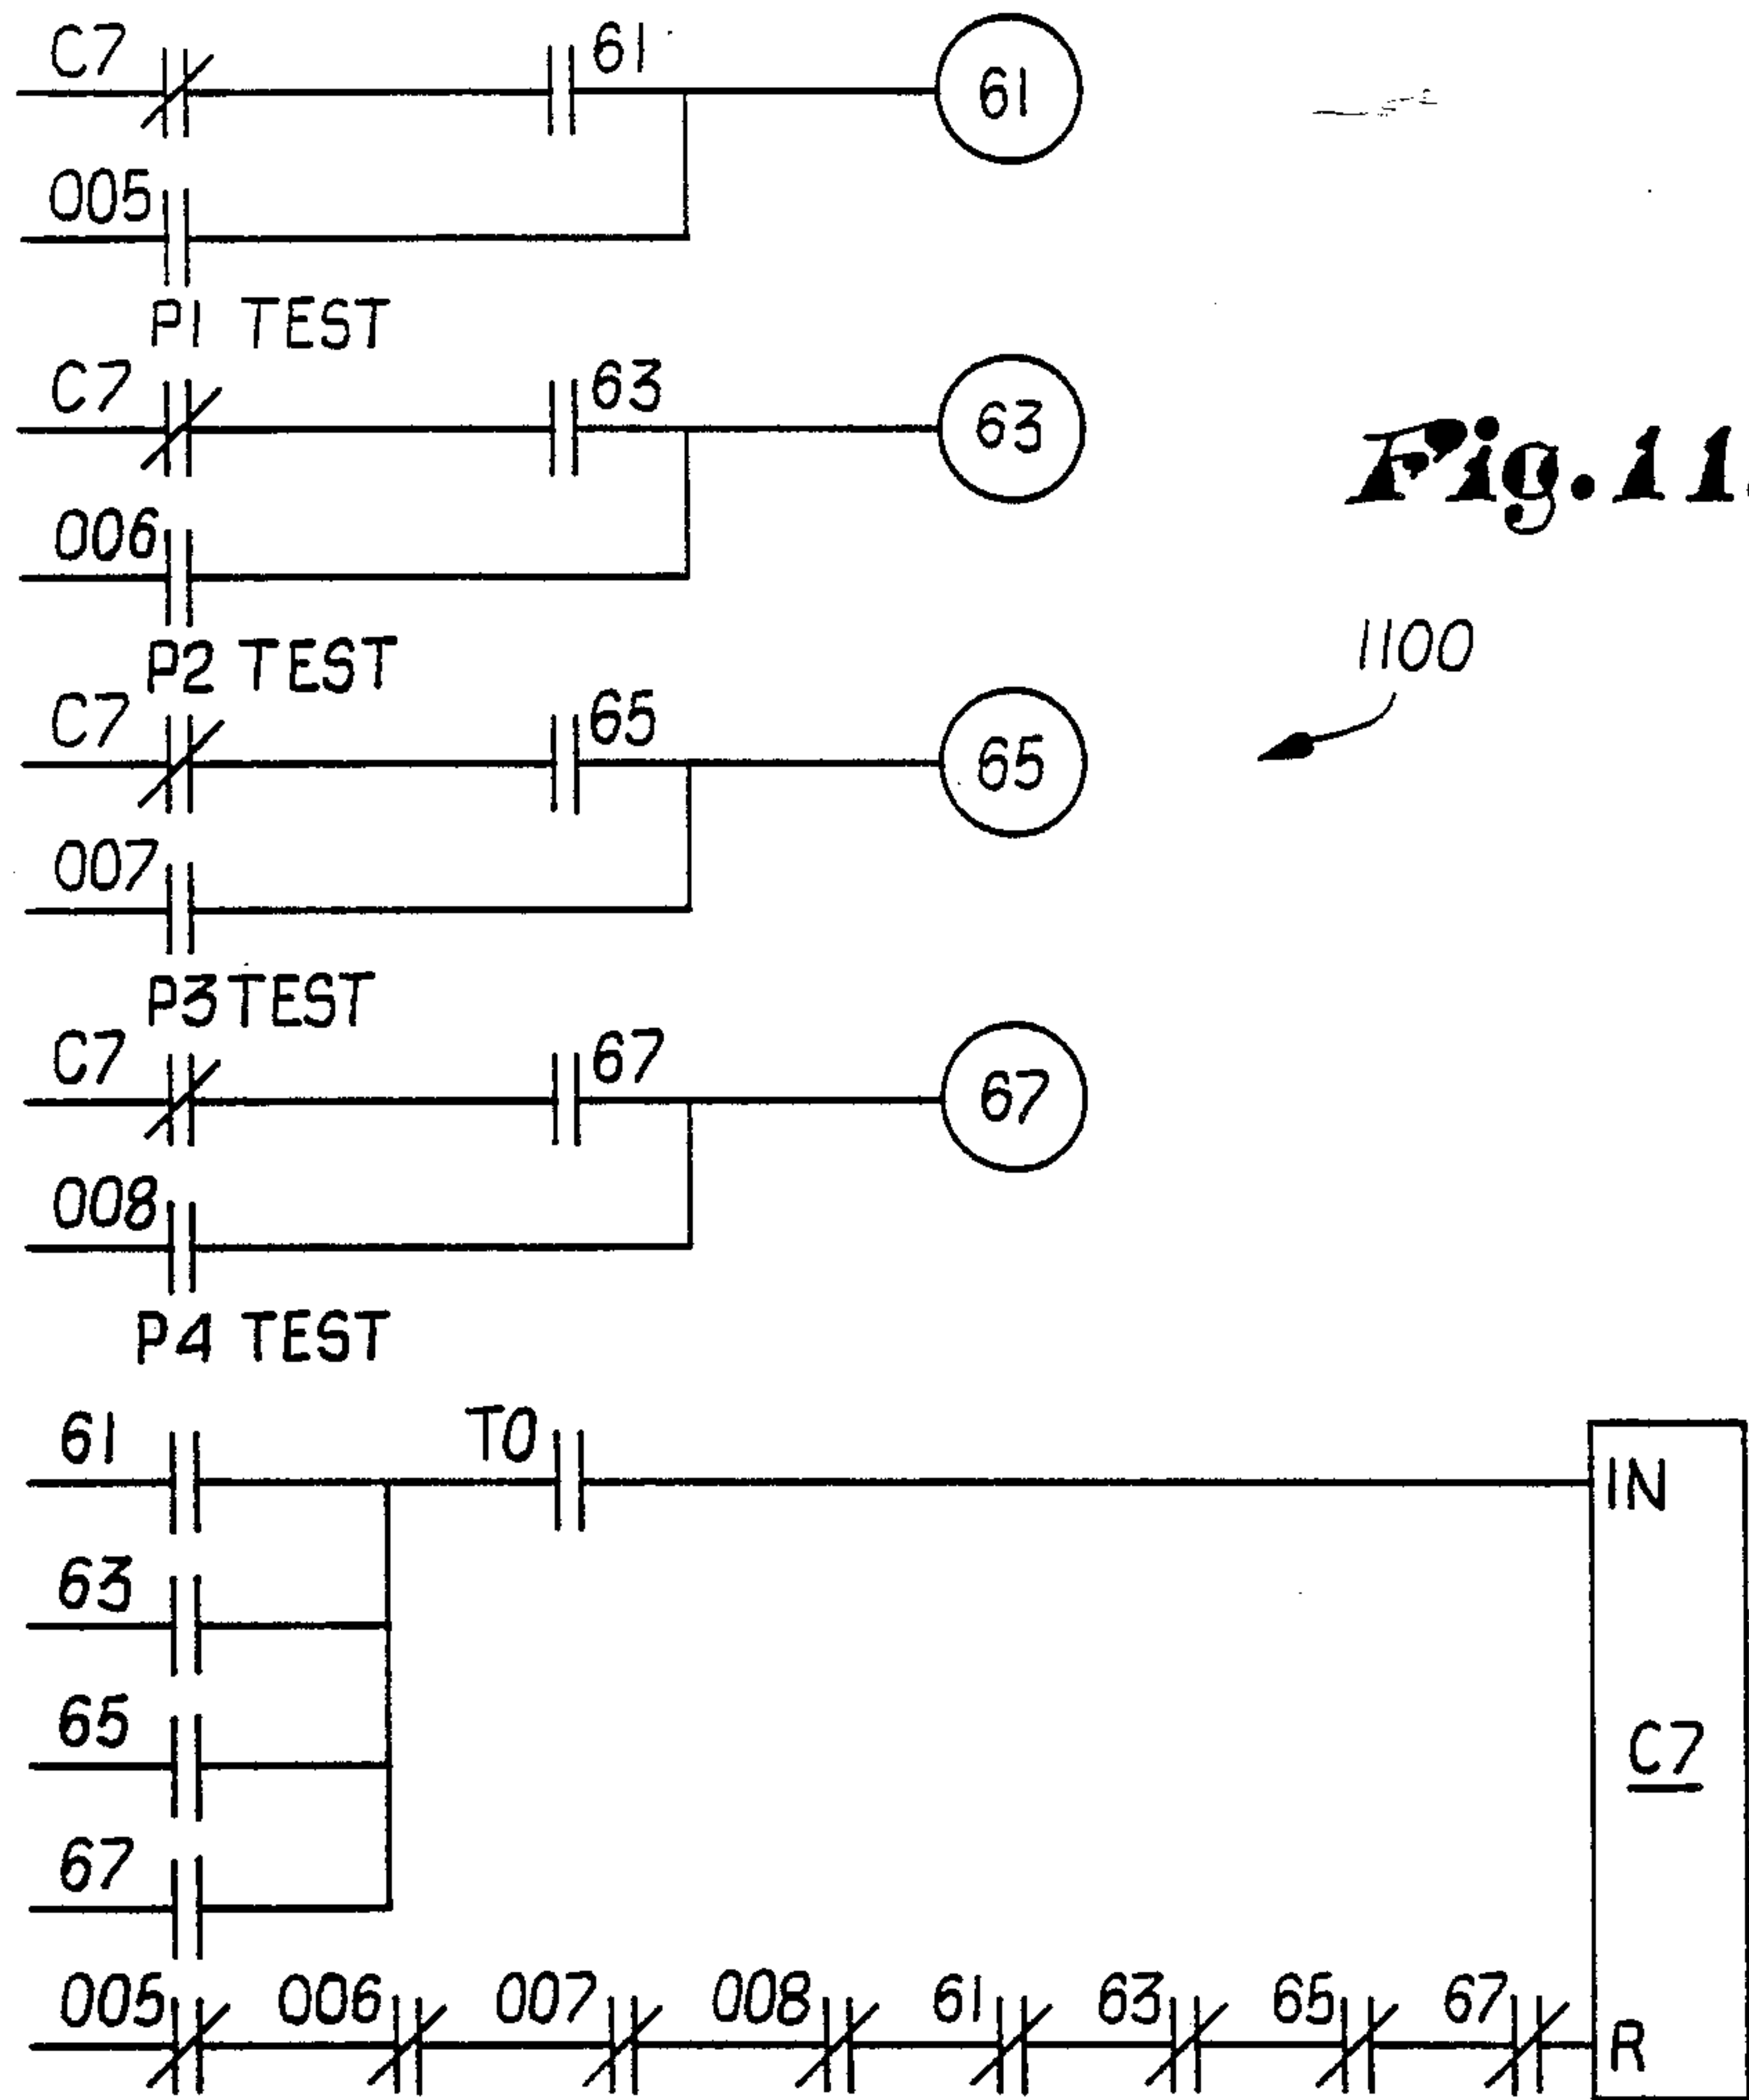 C7 61 61
005
P1 TEST
C7 63 63
Fig. 11.
006
P2 TEST
1100
C7 65 65
007
P3 TEST
C7 67 67
008
P4 TEST
61 T0 IN
63
65
C7
67
005 006 007 008 61 63 65 67 R